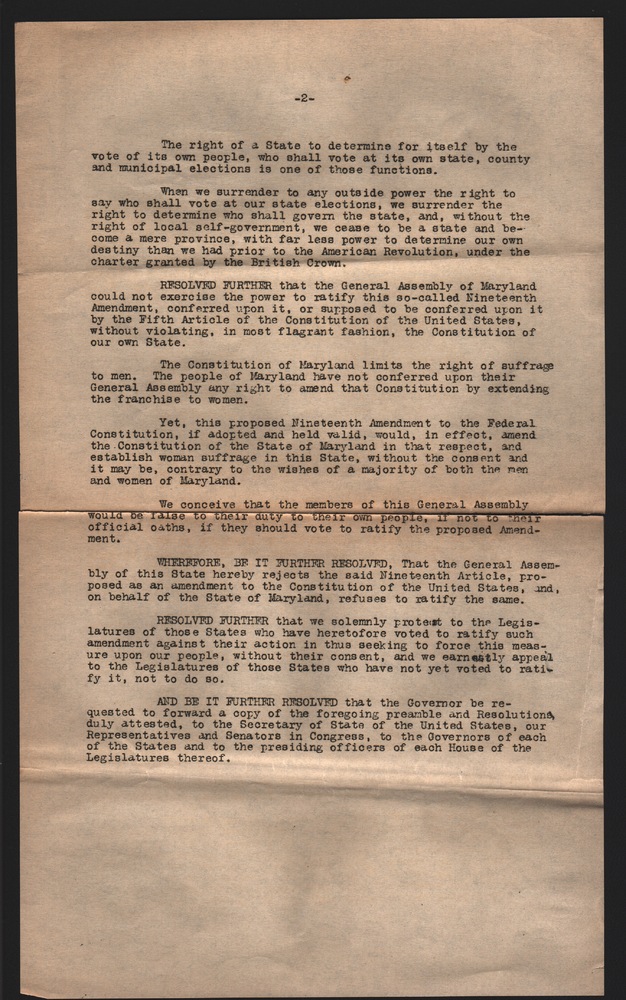 -2-
The right of a State to determine for itself by the
vote of its own people, who shall vote at its own state, county
and municipal elections is one of those functions.
When we surrender to any outside power the right to
say who shall vote at our state elections, we surrender the
right to determine who shall govern the state, and, without the
right of local self-government, we cease to be a state and be-
come a mere province, with far less power to determine our own
destiny than we had prior to the American Revolution, under the
charter granted by the British Crown.
RESOLVED FURTHER that the General Assembly of Maryland
could not exercise the power to ratify this so-called Nineteenth
Amendment, conferred upon it, or supposed to be conferred upon it
by the Fifth Article of the Constitution of the United States,
without violating, in most flagrant fashion, the Constitution of
our own State.
The Constitution of Maryland limits the right of suffrage
to men. The people of Maryland have not conferred upon their
General Assembly any right to amend that Constitution by extending
the franchise to women.
Yet, this proposed Nineteenth Amendment to the Federal
Constitution, if adopted and held valid, would, in effect, amend
the Constitution of the State of Maryland in that respect, and
establish woman suffrage in this State, without the consent and
it may be, contrary to the wishes of a majority of both the men
and women of Maryland.
We conceive that the members of this General Assembly
would be false to their duty to their own people, if not to their
official oaths, if they should vote to ratify the proposed Amend-
ment.
WHEREFORE, BE IT FURTHER RESOLVED, That the General Assem-
bly of this State hereby rejects the said Nineteenth Article, pro-
posed as an amendment to the Constitution of the United States, and,
on behalf of the State of Maryland, refuses to ratify the same.
RESOLVED FURTHER that we solemnly protest to the Legis-
latures of those States who have heretofore voted to ratify such
amendment against their action in thus seeking to force this meas-
ure upon our people, without their consent, and we earnestly appeal
to the Legislatures of those States who have not yet voted to rati-
fy it, not to do so.
AND BE IT FURTHER RESOLVED that the Governor be re-
quested to forward a copy of the foregoing preamble and Resolutions,
duly attested, to the Secretary of State of the United States, our
Representatives and Senators in Congress, to the Governors of each
of the States and to the presiding officers of each House of the
Legislatures thereof.